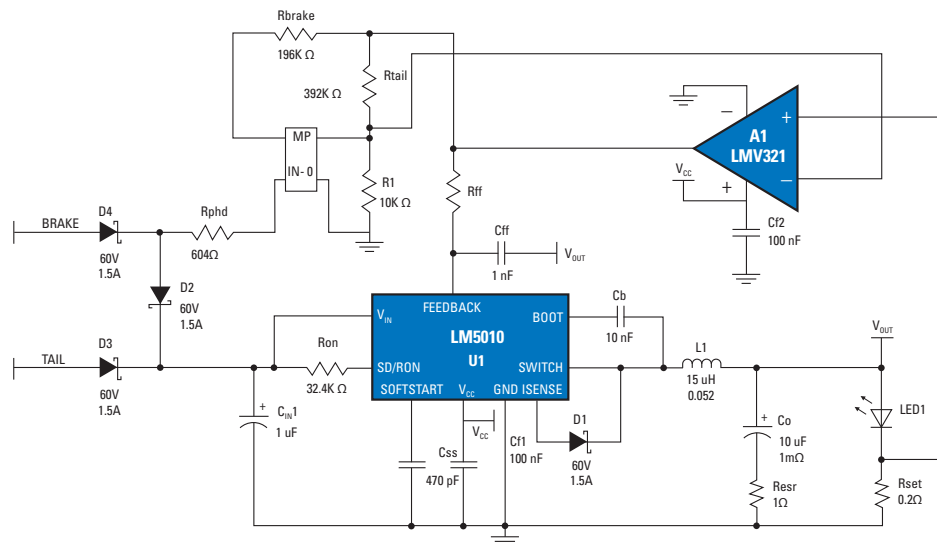 Rbrake
196K Ω
Rtail
392K Ω
MP
IN- 0
R1
10K Ω
Rff
A1
LMV321
+
−
−
+
VCC
Cf2
100 nF
D4
BRAKE
60V
1.5A
Rphd
604Ω
D2
60V
1.5A
Cff
1 nF
VOUT
D3
TAIL
60V
1.5A
Ron
32.4K Ω
VIN
FEEDBACK
BOOT
LM5010
U1
SD/RON
SWITCH
SOFTSTART
VCC
GND
ISENSE
Cb
10 nF
L1
15 uH
0.052
VOUT
LED1
+
CIN1
1 uF
VCC
Css
470 pF
Cf1
100 nF
D1
60V
1.5A
+
Co
10 uF
1mΩ
Resr
1Ω
Rset
0.2Ω